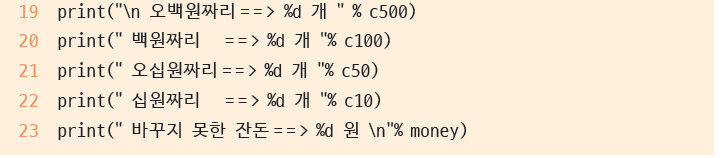 19 print("\n 오백원짜리==> %d 개 " % c500)
20 print(" 백원짜리 ==> %d 개 "% c100)
21 print(" 오십원짜리==> %d 개 "% c50)
22 print(" 십원짜리 ==> %d 개 "% c10)
23 print(" 바꾸지 못한 잔돈==> %d 원 \n"% money)